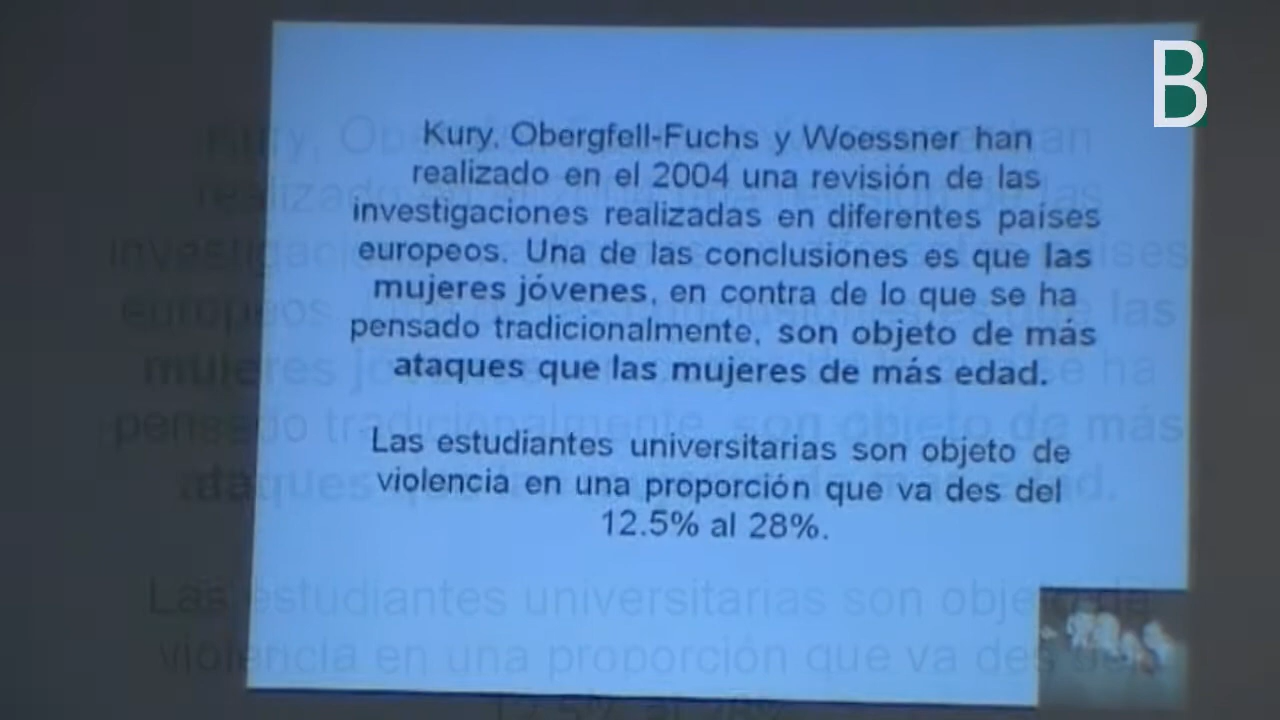 B
Kury, Obergfell-Fuchs y Woessner han
realizado en el 2004 una revisión de las
investigaciones realizadas en diferentes países
europeos. Una de las conclusiones es que las
mujeres jóvenes, en contra de lo que se ha
pensado tradicionalmente, son objeto de más
ataques que las mujeres de más edad.
Las estudiantes universitarias son objeto de
violencia en una proporción que va des del
12.5% al 28%.